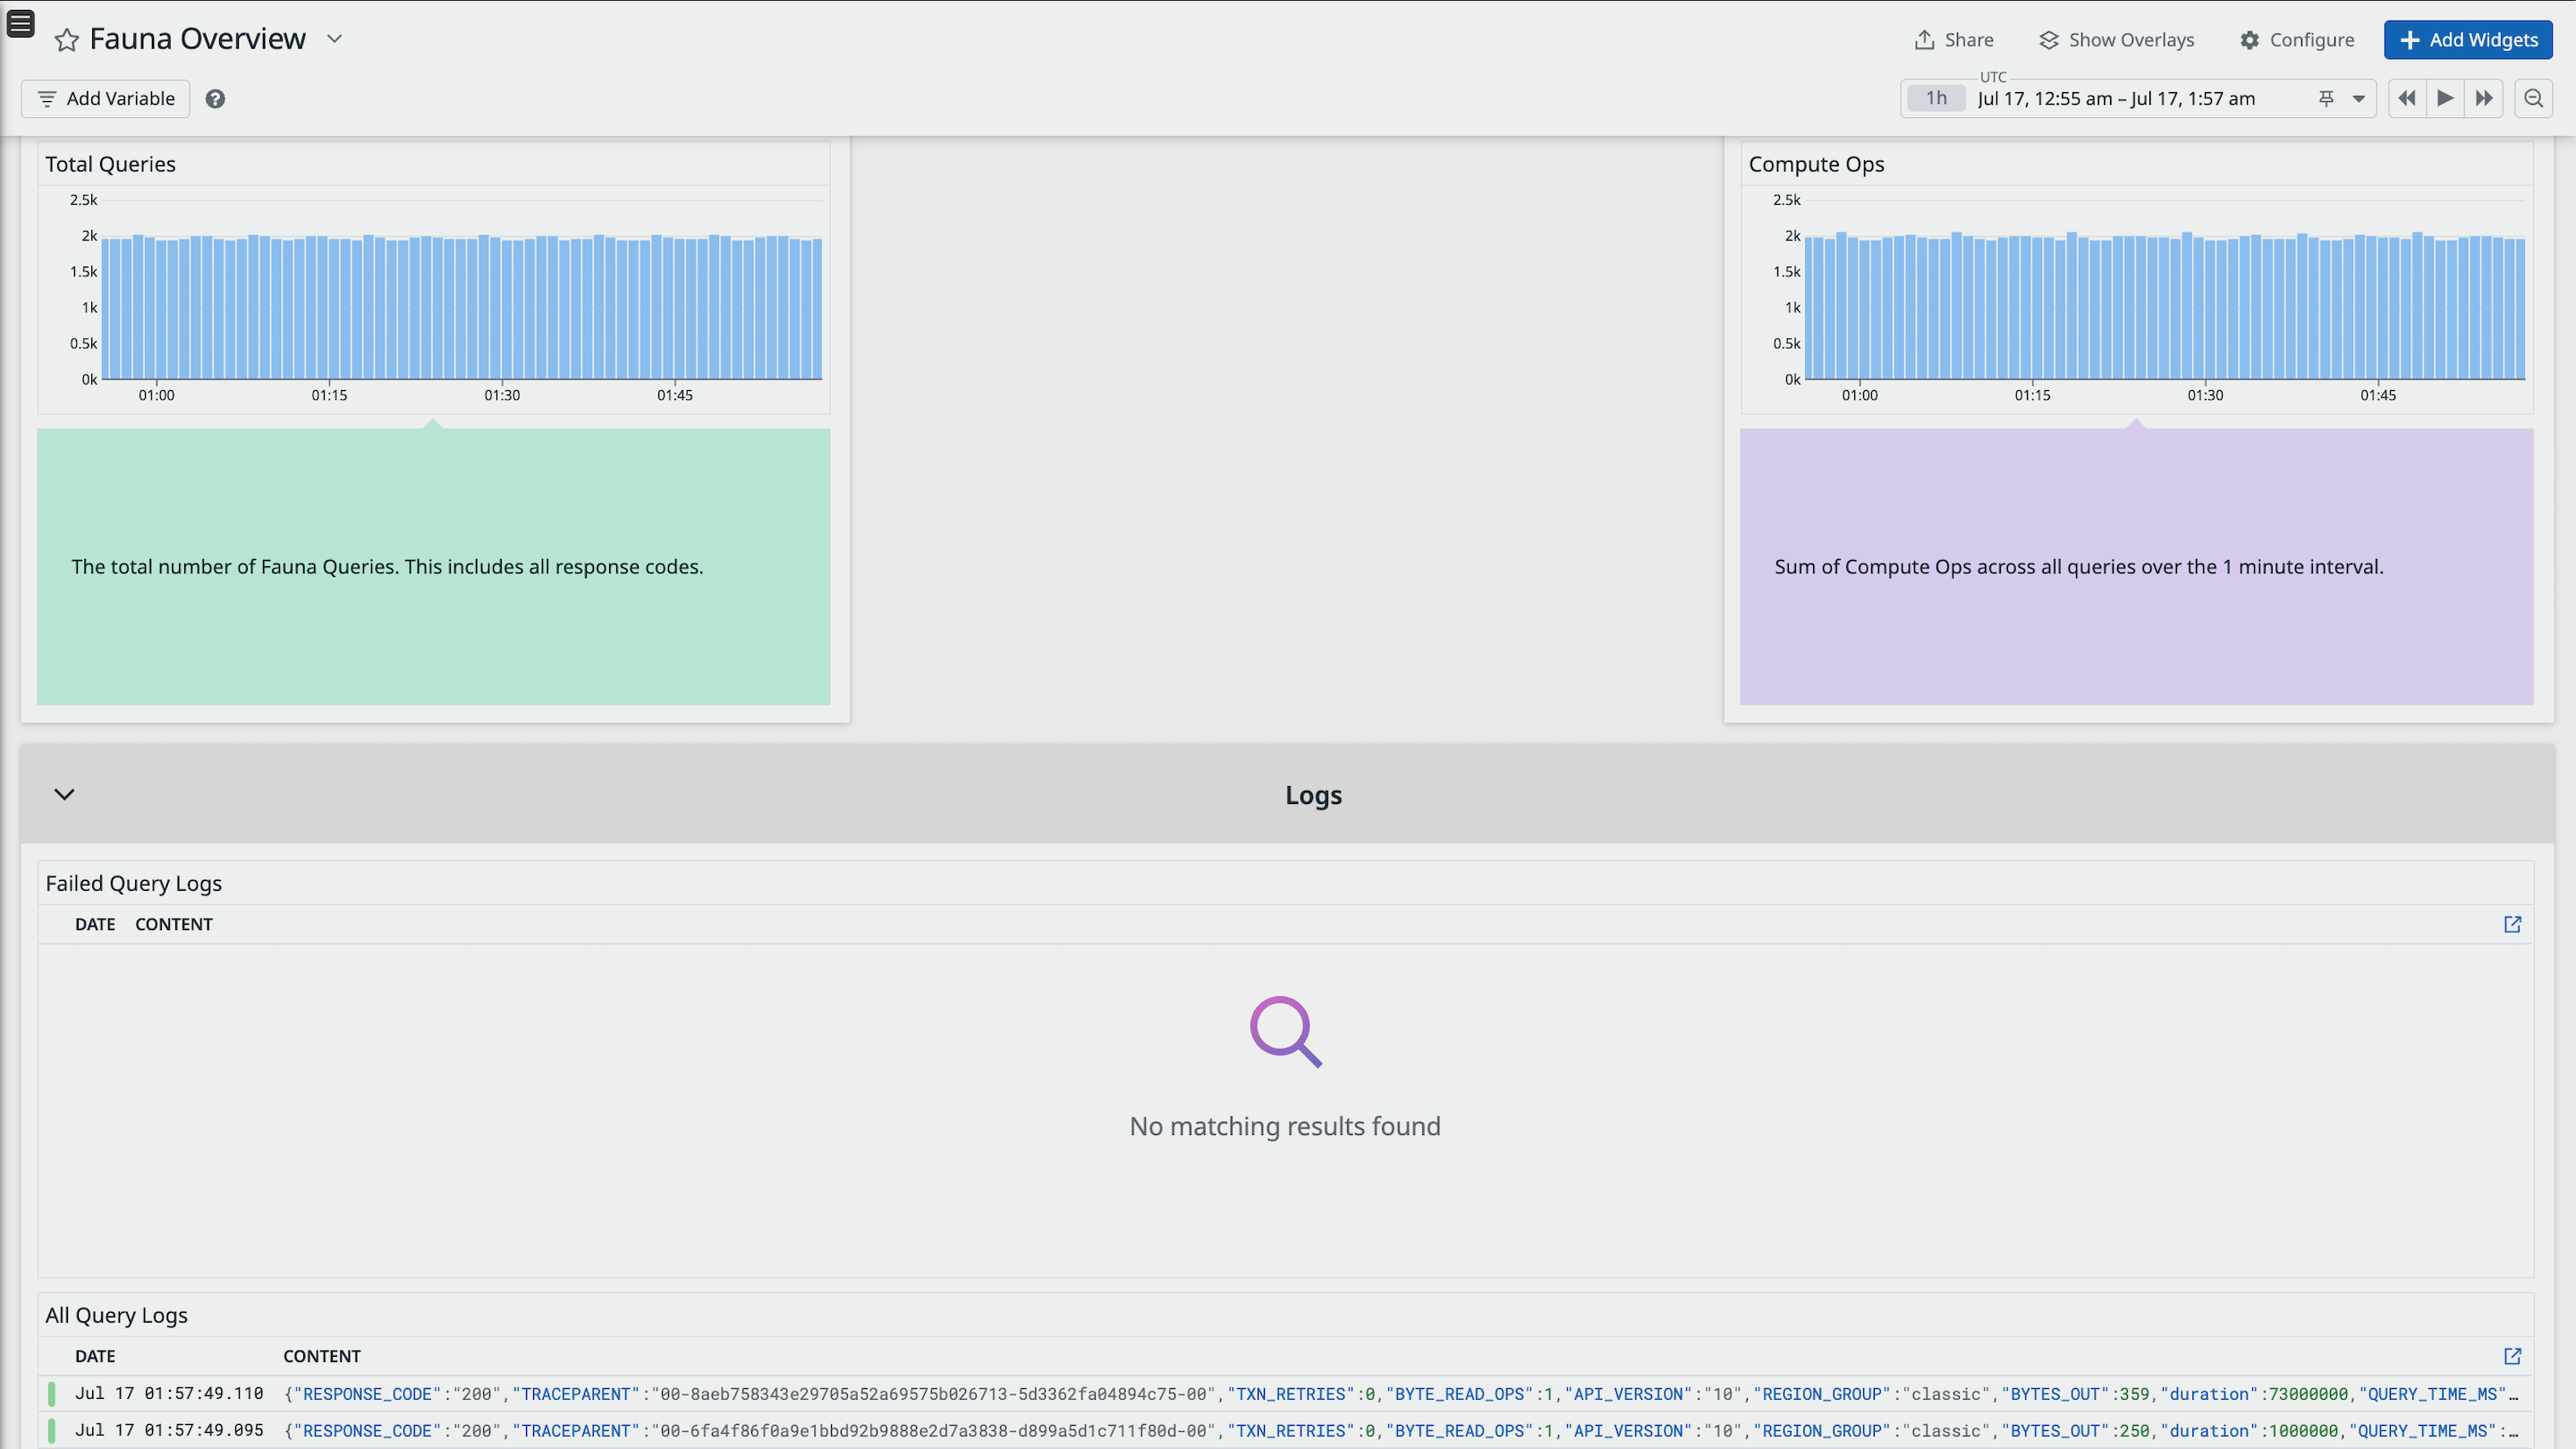 Fauna Overview
Share
Show Overlays
Configure
Add Widgets
Add Variable
UTC
1h
Jul 17, 12:55 am – Jul 17, 1:57 am
Total Queries
2.5k
2k
1.5k
1k
0.5k
0k
01:00
01:15
01:30
01:45
The total number of Fauna Queries. This includes all response codes.
Compute Ops
2.5k
2k
1.5k
1k
0.5k
0k
01:00
01:15
01:30
01:45
Sum of Compute Ops across all queries over the 1 minute interval.
Logs
Failed Query Logs
DATE CONTENT
No matching results found
All Query Logs
DATE CONTENT
Jul 17 01:57:49.110 {"RESPONSE_CODE":"200","TRACEPARENT":"00-8aeb758343e29705a52a69575b026713-5d3362fa04894c75-00","TXN_RETRIES":0,"BYTE_READ_OPS":1,"API_VERSION":"10","REGION_GROUP":"classic","BYTES_OUT":359,"duration":73000000,"QUERY_TIME_MS"…
Jul 17 01:57:49.095 {"RESPONSE_CODE":"200","TRACEPARENT":"00-6fa4f86f0a9e1bbd92b9888e2d7a3838-d899a5d1c711f80d-00","TXN_RETRIES":0,"BYTE_READ_OPS":1,"API_VERSION":"10","REGION_GROUP":"classic","BYTES_OUT":250,"duration":1000000,"QUERY_TIME_MS":…